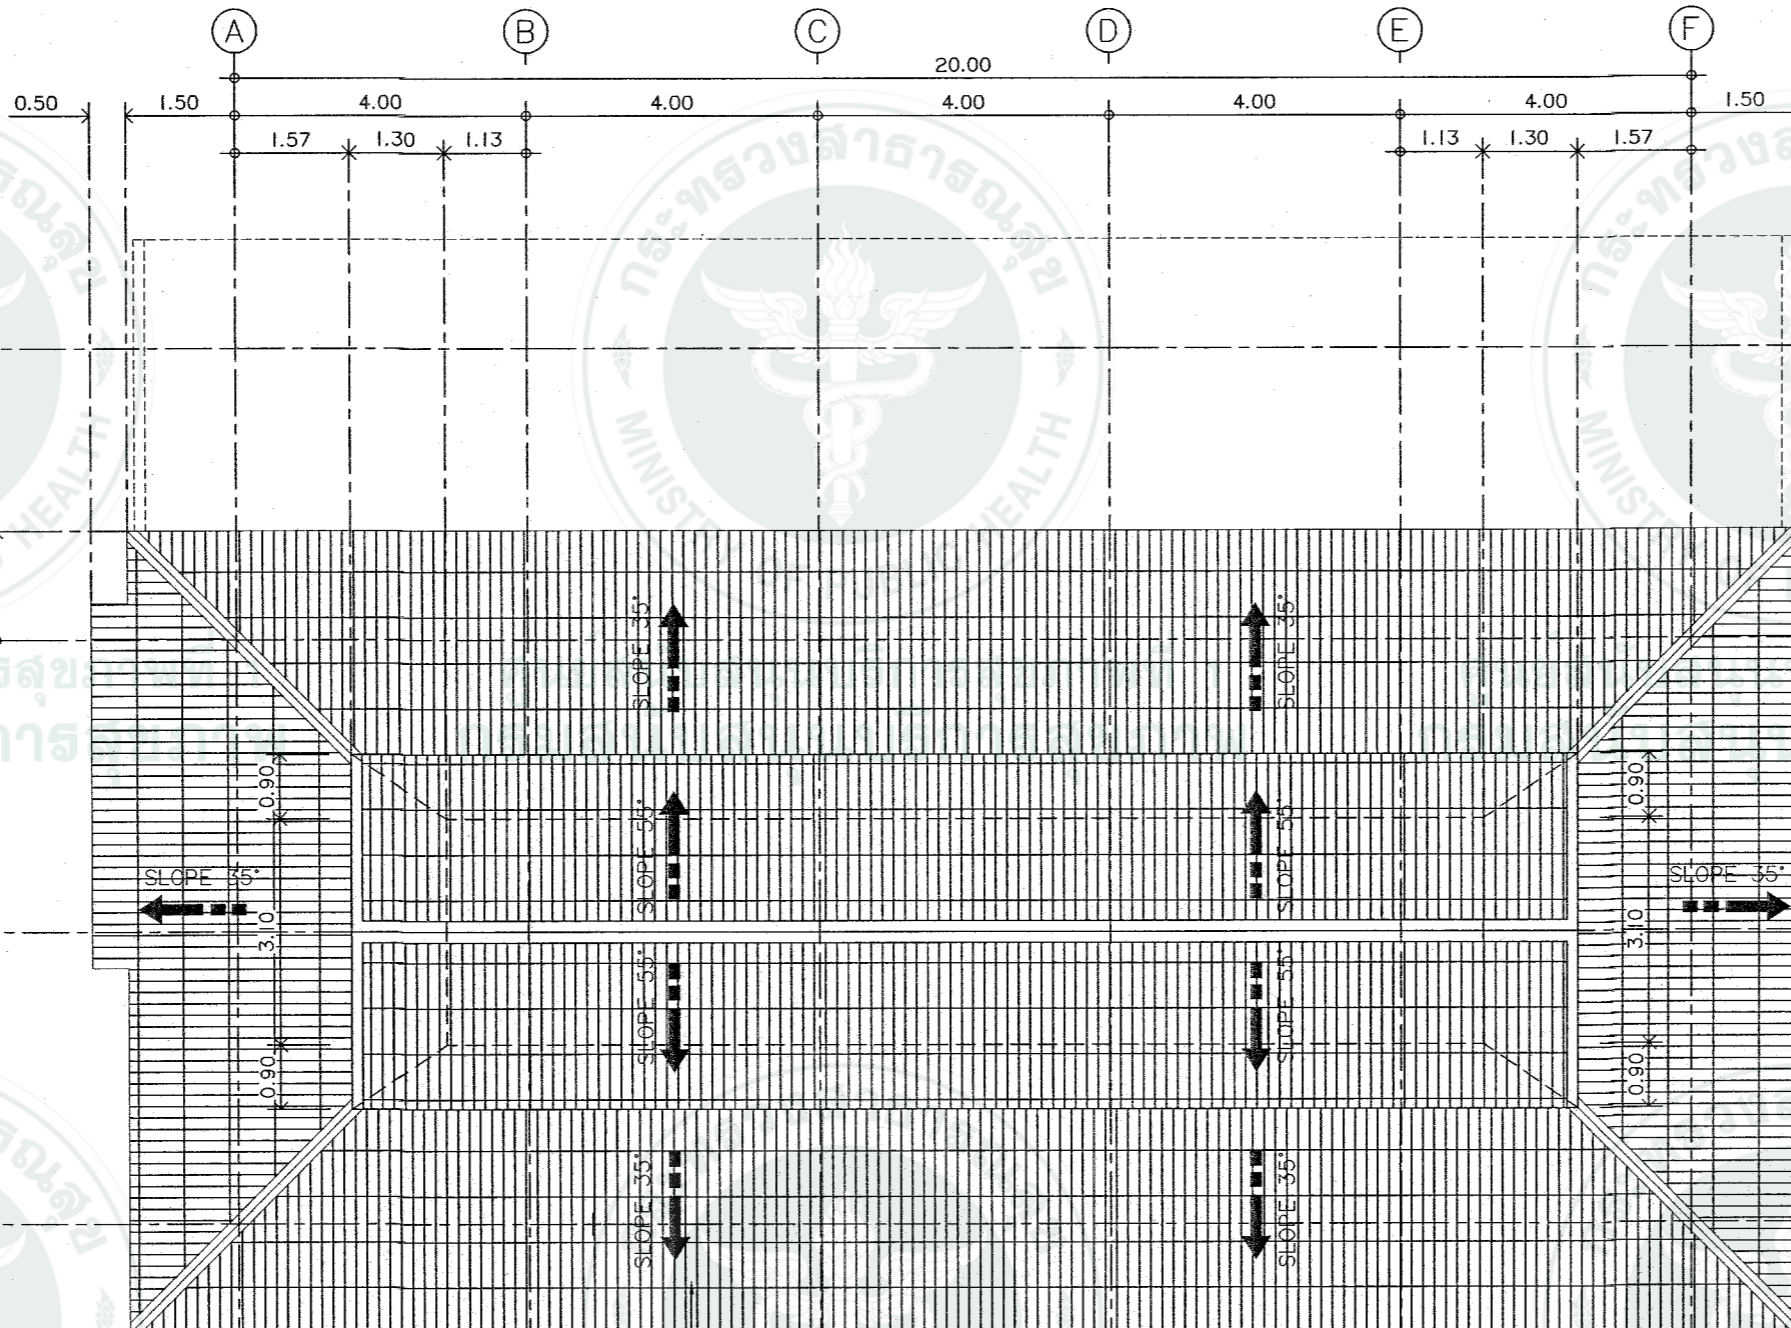 A B C D E F
20.00
0.50 1.50 4.00 4.00 4.00 4.00 4.00 1.50
1.57 1.30 1.13 1.13 1.30 1.57
กระทรวงสาธารณสุข
MINISTRY OF PUBLIC HEALTH
SLOPE 35°
SLOPE 35°
0.90
0.90
SLOPE 55°
SLOPE 55°
SLOPE 35°
SLOPE 35°
3.10
3.10
SLOPE 55°
SLOPE 55°
0.90
0.90
SLOPE 35°
SLOPE 35°